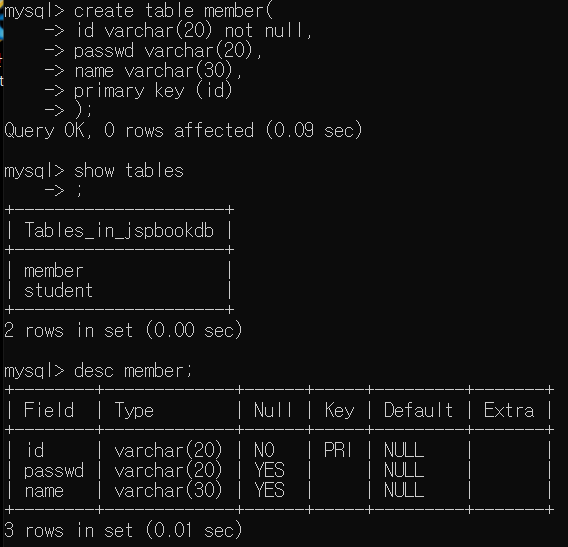 mysql> create table member(
    -> id varchar(20) not null,
    -> passwd varchar(20),
    -> name varchar(30),
    -> primary key (id)
    -> );
Query OK, 0 rows affected (0.09 sec)

mysql> show tables
    -> ;
+---------------------+
| Tables_in_jspbookdb |
+---------------------+
| member              |
| student             |
+---------------------+
2 rows in set (0.00 sec)

mysql> desc member;
+--------+-------------+------+-----+---------+-------+
| Field  | Type        | Null | Key | Default | Extra |
+--------+-------------+------+-----+---------+-------+
| id     | varchar(20) | NO   | PRI | NULL    |       |
| passwd | varchar(20) | YES  |     | NULL    |       |
| name   | varchar(30) | YES  |     | NULL    |       |
+--------+-------------+------+-----+---------+-------+
3 rows in set (0.01 sec)